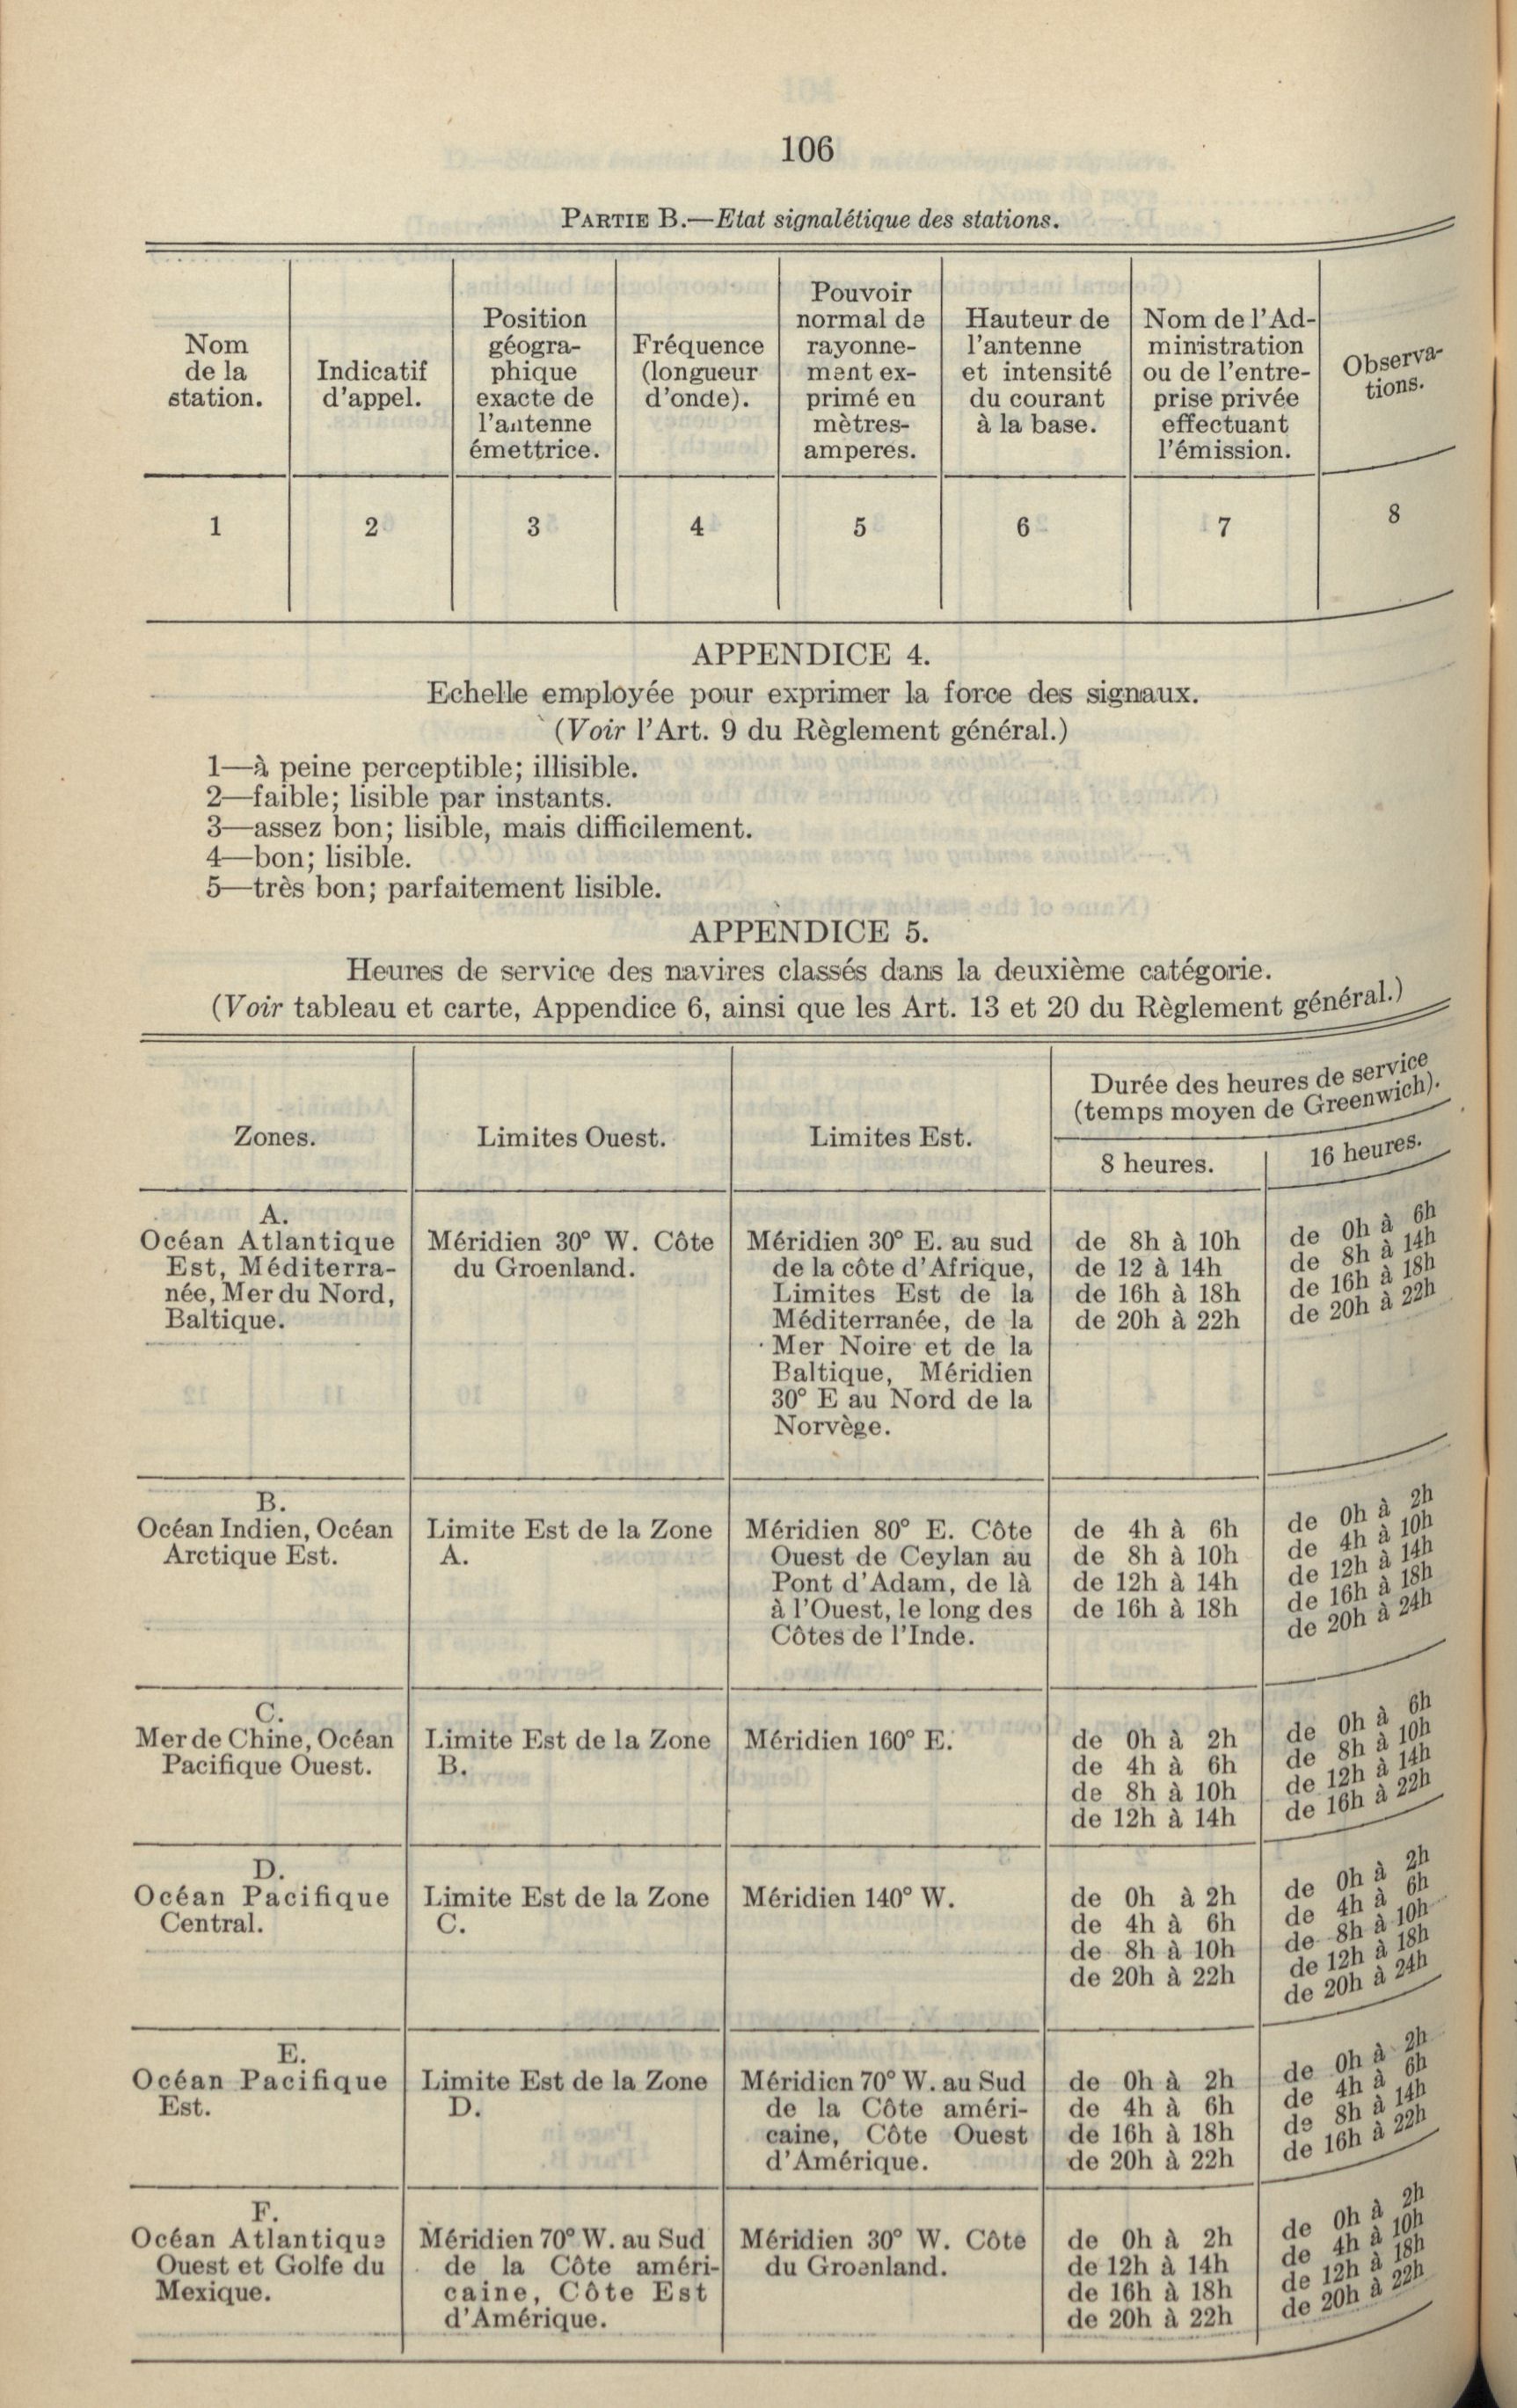 106
PARTIE B.—Etat signalétique des stations.
Nom
de la
station.
Indicatif
d'appel.
Position
géogra-
phique
exacte de
l'antenne
émettrice.
Fréquence
(longueur
d'onde).
Pouvoir
normal de
rayonne-
ment ex-
primé en
mètres-
amperes.
Hauteur de
l'antenne
et intensité
du courant
à la base.
Nom de l'Ad-
ministration
ou de l'entre-
prise privée
effectuant
l'émission.
Observa-
tions.
1
2
3
4
5
6
7
8
APPENDICE 4.
Echelle employée pour exprimer la force des signaux.
(Voir l'Art. 9 du Règlement général.)
1—à peine perceptible; illisible.
2—faible; lisible par instants.
3—assez bon; lisible, mais difficilement.
4—bon; lisible.
5—très bon; parfaitement lisible.
APPENDICE 5.
Heures de service des navires classés dans la deuxième catégorie.
(Voir tableau et carte, Appendice 6, ainsi que les Art. 13 et 20 du Règlement général.)
Zones.
Limites Ouest.
Limites Est.
Durée des heures de service
(temps moyen de Greenwich).
8 heures.
16 heures.
A.
Océan Atlantique
Est, Méditerra-
née, Mer du Nord,
Baltique.
Méridien 30° W. Côte
du Groenland.
Méridien 30° E. au sud
de la côte d'Afrique,
Limites Est de la
Méditerranée, de la
Mer Noire et de la
Baltique, Méridien
30° E au Nord de la
Norvège.
de 8h à 10h
de 12 à 14h
de 16h à 18h
de 20h à 22h
de 0h à 6h
de 8h à 14h
de 16h à 18h
de 20h à 22h
B.
Océan Indien, Océan
Arctique Est.
Limite Est de la Zone
A.
Méridien 80° E. Côte
Ouest de Ceylan au
Pont d'Adam, de là
à l'Ouest, le long des
Côtes de l'Inde.
de 4h à 6h
de 8h à 10h
de 12h à 14h
de 16h à 18h
de 0h à 2h
de 4h à 10h
de 12h à 14h
de 16h à 18h
de 20h à 24h
C.
Mer de Chine, Océan
Pacifique Ouest.
Limite Est de la Zone
B.
Méridien 160° E.
de 0h à 2h
de 4h à 6h
de 8h à 10h
de 12h à 14h
de 0h à 6h
de 8h à 10h
de 12h à 14h
de 16h à 22h
D.
Océan Pacifique
Central.
Limite Est de la Zone
C.
Méridien 140° W.
de 0h à 2h
de 4h à 6h
de 8h à 10h
de 20h à 22h
de 0h à 2h
de 4h à 6h
de 8h à 10h
de 12h à 18h
de 20h à 24h
E.
Océan Pacifique
Est.
Limite Est de la Zone
D.
Méridien 70° W. au Sud
de la Côte améri-
caine, Côte Ouest
d'Amérique.
de 0h à 2h
de 4h à 6h
de 16h à 18h
de 20h à 22h
de 0h à 2h
de 4h à 6h
de 8h à 14h
de 16h à 22h
F.
Océan Atlantique
Ouest et Golfe du
Mexique.
Méridien 70° W. au Sud
de la Côte améri-
caine, Côte Est
d'Amérique.
Méridien 30° W. Côte
du Groenland.
de 0h à 2h
de 12h à 14h
de 16h à 18h
de 20h à 22h
de 0h à 2h
de 4h à 10h
de 12h à 18h
de 20h à 22h